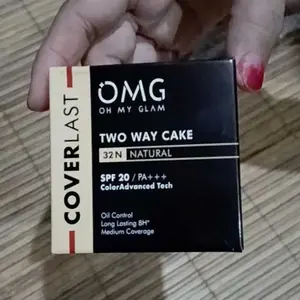 COVERLAST
OMG
OH MY GLAM
TWO WAY CAKE
32N NATURAL
SPF 20 / PA+++
ColorAdvanced Tech
Oil Control
Long Lasting 8H*
Medium Coverage